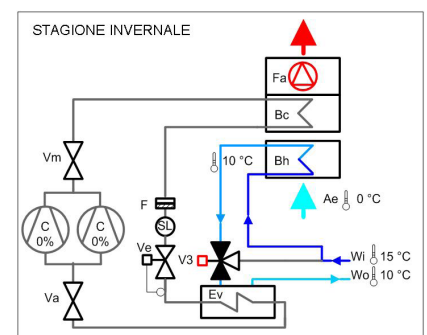 STAGIONE INVERNALE
Fa
Bc
Vm
10 °C
Bh
F
Ae 0 °C
C
0%
C
0%
SL
Ve
V3
Wi 15 °C
Wo 10 °C
Va
Ev